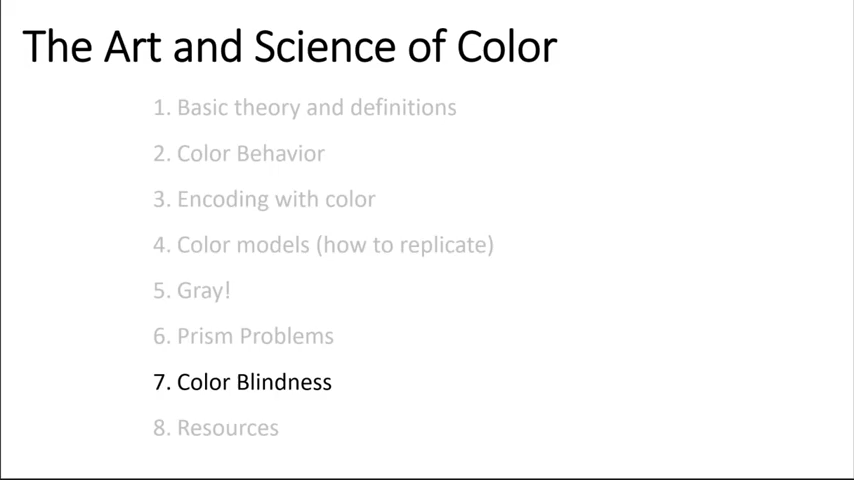 The Art and Science of Color
1. Basic theory and definitions
2. Color Behavior
3. Encoding with color
4. Color models (how to replicate)
5. Gray!
6. Prism Problems
7. Color Blindness
8. Resources